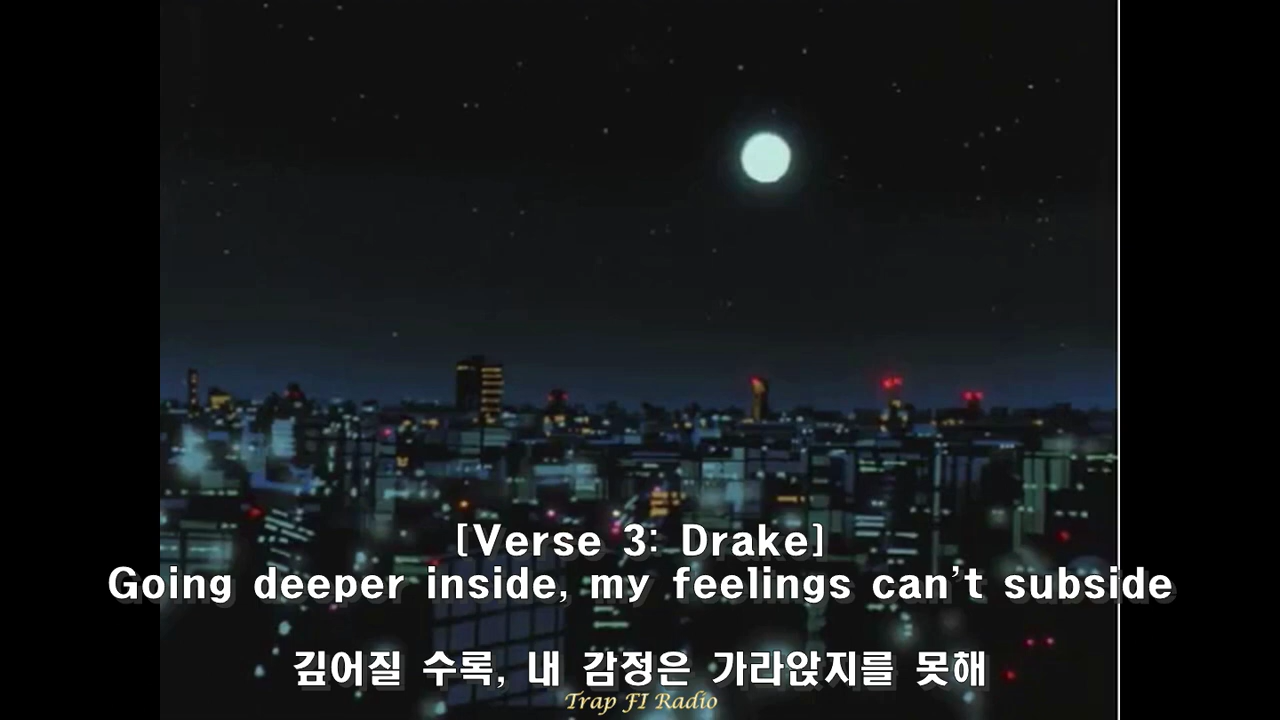 [Verse 3: Drake]
Going deeper inside, my feelings can't subside
깊어질 수록, 내 감정은 가라앉지를 못해
Trap FI Radio